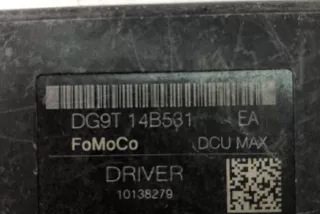 DG9T 14B531 EA
FoMoCo DCU MAX
DRIVER
10138279